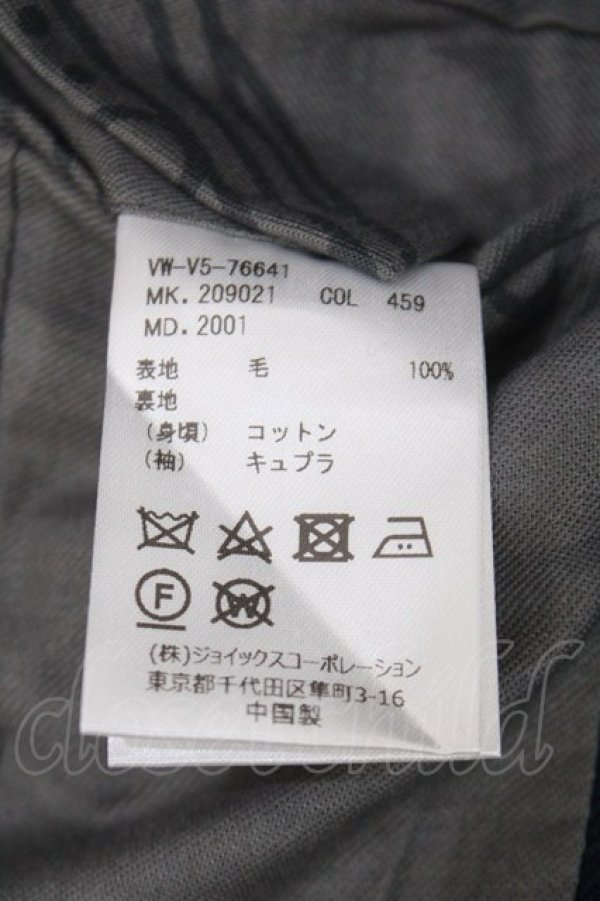 VW-V5-76641
MK. 209021 COL 459
MD. 2001
表地 毛 100%
裏地
(身頃) コットン
(袖) キュプラ
F
W
(株)ジョイックスコーポレーション
東京都千代田区隼町3-16
中国製
closet child